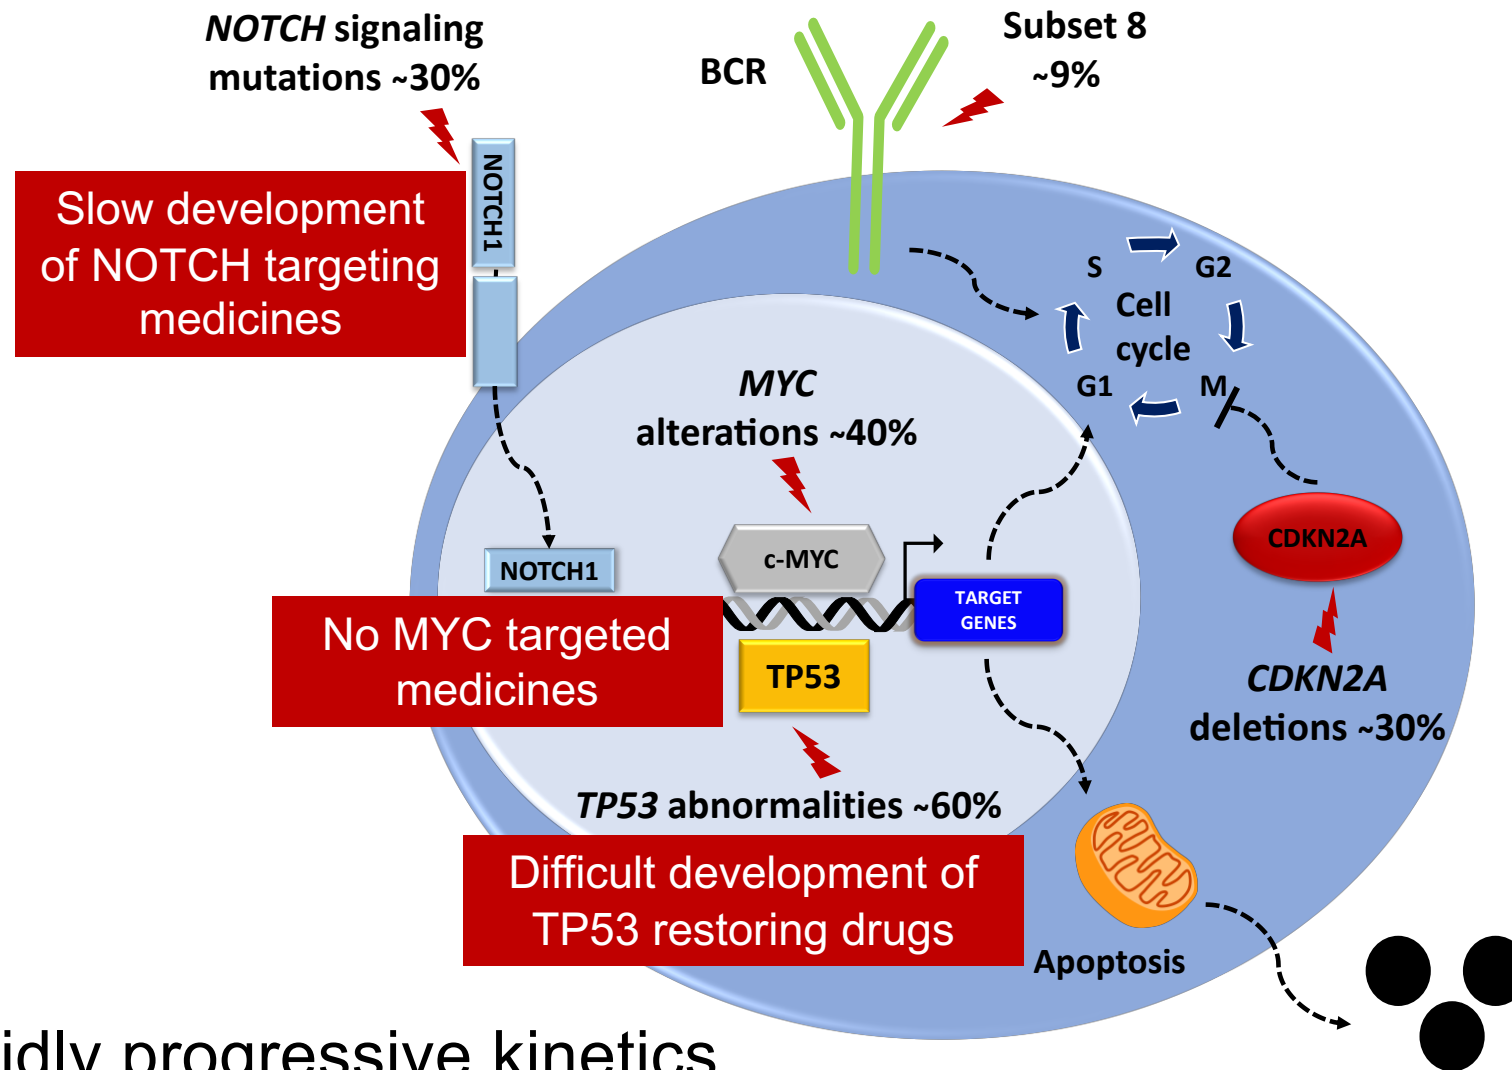 NOTCH signaling
mutations ~30%
BCR
Subset 8
~9%
NOTCH1
Slow development
of NOTCH targeting
medicines
S
G2
Cell
cycle
G1
M
MYC
alterations ~40%
c-MYC
CDKN2A
NOTCH1
TARGET
GENES
No MYC targeted
medicines
TP53
CDKN2A
deletions ~30%
TP53 abnormalities ~60%
Difficult development of
TP53 restoring drugs
Apoptosis
progressive kinetics